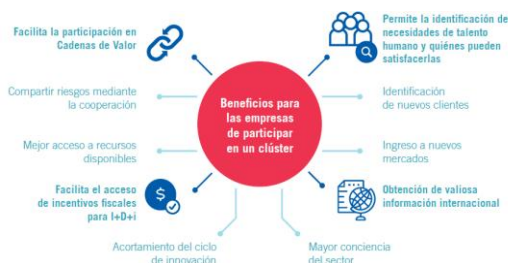 Facilita la participación en
Cadenas de Valor
Compartir riesgos mediante
la cooperación
Mejor acceso a recursos
disponibles
Facilita el acceso
de incentivos fiscales
para I+D+i
Acortamiento del ciclo
de innovación
Beneficios para
las empresas
de participar
en un clúster
Permite la identificación de
necesidades de talento
humano y quiénes pueden
satisfacerlas
Identificación
de nuevos clientes
Ingreso a nuevos
mercados
Obtención de valiosa
información internacional
Mayor conciencia
del sector
$